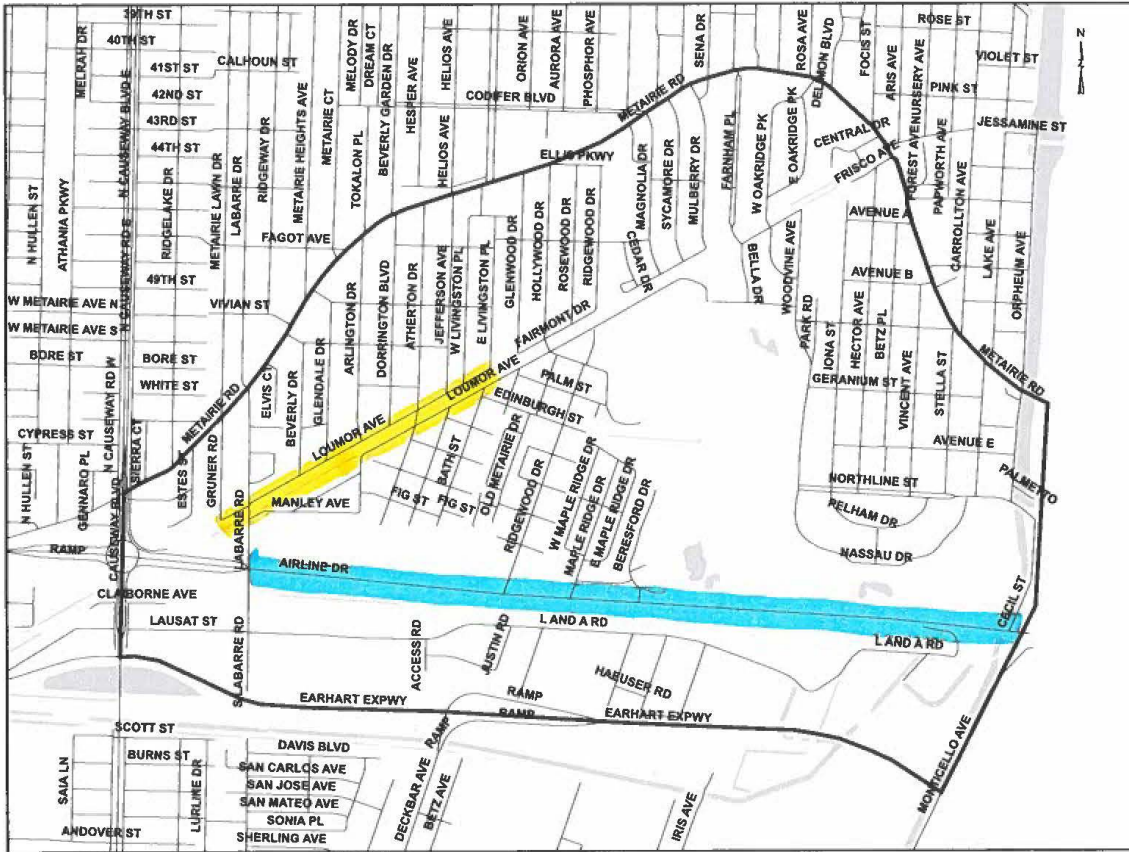 39TH ST
40TH ST
41ST ST
42ND ST
43RD ST
44TH ST
49TH ST
MELRAH DR
N CAUSEWAY BLVD E
N CAUSEWAY RD E
N HULLEN ST
ATHANIA PKWY
RIDGELAKE DR
METAIRIE LAWN DR
LABARRE DR
RIDGEWAY DR
METAIRIE HEIGHTS AVE
CALHOUN ST
METAIRIE CT
MELODY DR
DREAM CT
TOKALON PL
BEVERLY GARDEN DR
HESPER AVE
HELIOS AVE
HELIOS AVE
ORION AVE
AURORA AVE
PHOSPHOR AVE
CODIFER BLVD
METAIRIE RD
SENA DR
ROSA AVE
DELAMON BLVD
FOCIS ST
ARIS AVE
ROSE ST
VIOLET ST
PINK ST
JESSAMINE ST
N
CENTRAL DR
FRISCO AVE
FOREST AVE
NURSERY AVE
PAPWORTH AVE
CARROLLTON AVE
LAKE AVE
ORPHEUM AVE
AVENUE A
AVENUE B
ELLIS PKWY
MAGNOLIA DR
SYCAMORE DR
MULBERRY DR
FARNHAM PL
W OAKRIDGE PK
E OAKRIDGE PK
CEDAR DR
BELLA DR
WOODVINE AVE
PARK RD
IONA ST
HECTOR AVE
BETZ PL
GERANIUM ST
VINCENT AVE
STELLA ST
AVENUE E
METAIRIE RD
FAGOT AVE
VIVIAN ST
W METAIRIE AVE N
W METAIRIE AVE S
BORE ST
BORE ST
WHITE ST
ARLINGTON DR
DORRINGTON BLVD
ATHERTON DR
JEFFERSON AVE
W LIVINGSTON PL
E LIVINGSTON PL
GLENWOOD DR
HOLLYWOOD DR
ROSEWOOD DR
RIDGEWOOD DR
FAIRMONT DR
LOUMOR AVE
PALM ST
EDINBURGH ST
ELVIS CT
BEVERLY DR
GLENDALE DR
METAIRIE RD
LOUMOR AVE
CYPRESS ST
N HULLEN ST
GENNARO PL
N CAUSEWAY RD W
SIERRA CT
ESTES ST
GRUNER RD
LABARRE RD
MANLEY AVE
BATH ST
FIG ST
FIG ST
OLD METAIRIE DR
RIDGEWOOD DR
W MAPLE RIDGE DR
MAPLE RIDGE DR
E MAPLE RIDGE DR
BERESFORD DR
NORTHLINE ST
PELHAM DR
NASSAU DR
PALMETTO
RAMP
CAUSEWAY BLVD
AIRLINE DR
CLAIBORNE AVE
LAUSAT ST
S LABARRE RD
ACCESS RD
JUSTIN RD
L AND A RD
L AND A RD
CECIL ST
HAEUSER RD
EARHART EXPWY
RAMP
RAMP
RAMP
EARHART EXPWY
MONTICELLO AVE
SCOTT ST
BURNS ST
SAIA LN
LURLINE DR
DAVIS BLVD
SAN CARLOS AVE
SAN JOSE AVE
SAN MATEO AVE
SONIA PL
SHERLING AVE
ANDOVER ST
DECKBAR AVE
BETZ AVE
IRIS AVE